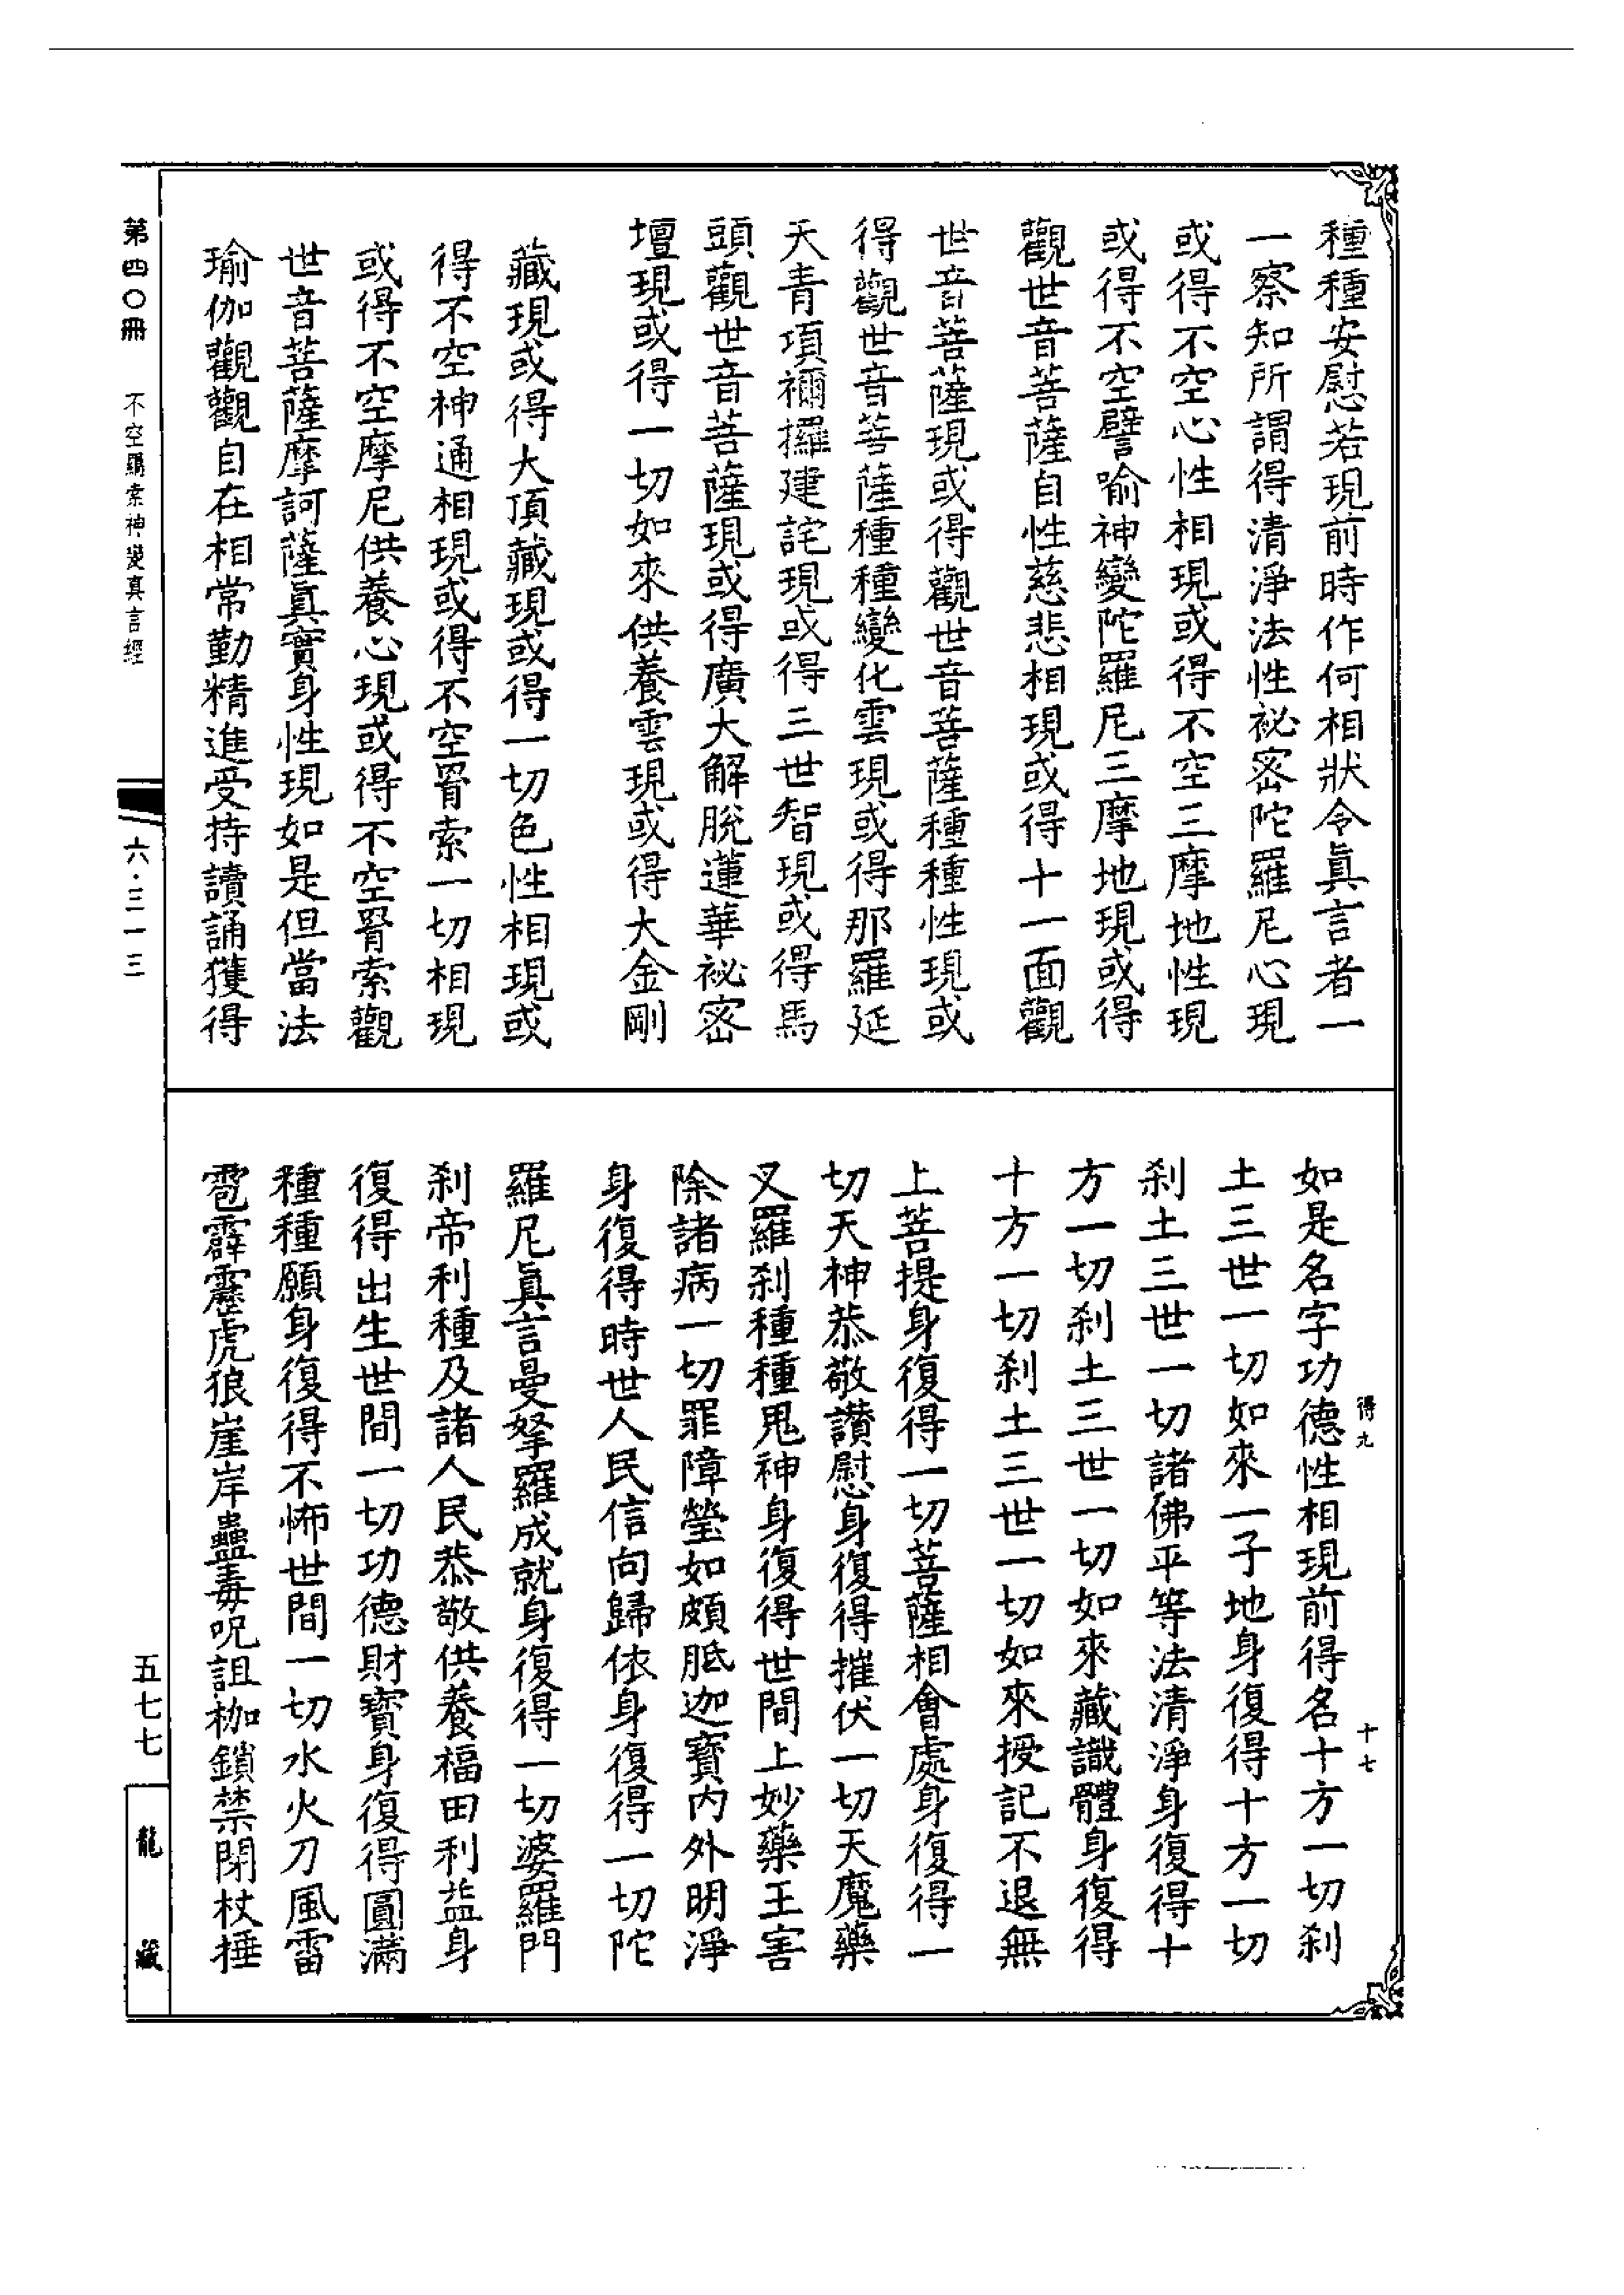 種種安慰若現前時作何相狀令眞言者一
一察知所謂得清淨法性祕密陀羅尼心現
或得不空心性相現或得不空三摩地性現
或得不空譬喻神變陀羅尼三摩地現或得
觀世音菩薩自性慈悲相現或得十一面觀
世音菩薩現或得觀世音菩薩種種性現或
得觀世音菩薩種種變化雲現或得那羅延
天青項禰攞建詫現或得三世智現或得馬
頭觀世音菩薩現或得廣大解脫蓮華祕密
壇現或得一切如來供養雲現或得大金剛
藏現或得大頂藏現或得一切色性相現或
得不空神通相現或得不空罥索一切相現
或得不空摩尼供養心現或得不空罥索觀
世音菩薩摩訶薩眞實身性現如是但當法
瑜伽觀觀自在相常勤精進受持讀誦獲得
如是名字功德性相現前得名十方一切刹
土三世一切如來一子地身復得十方一切
刹土三世一切諸佛平等法清淨身復得十
方一切刹土三世一切如來藏識體身復得
十方一切刹土三世一切如來授記不退無
上菩提身復得一切菩薩相會處身復得一
切天神恭敬讚慰身復得摧伏一切天魔藥
叉羅刹種種鬼神身復得世間上妙藥王害
除諸病一切罪障瑩如頗胝迦寶內外明淨
身復得時世人民信向歸依身復得一切陀
羅尼眞言曼拏羅成就身復得一切婆羅門
刹帝利種及諸人民恭敬供養福田利益身
復得出生世間一切功德財寶身復得圓滿
種種願身復得不怖世間一切水火刀風雷
雹霹靂虎狼崖岸蠱毒呪詛枷鎖禁閉杖捶
得九
十七
第四〇冊
不空羂索神變真言經
六·三一三
五七七
龍藏